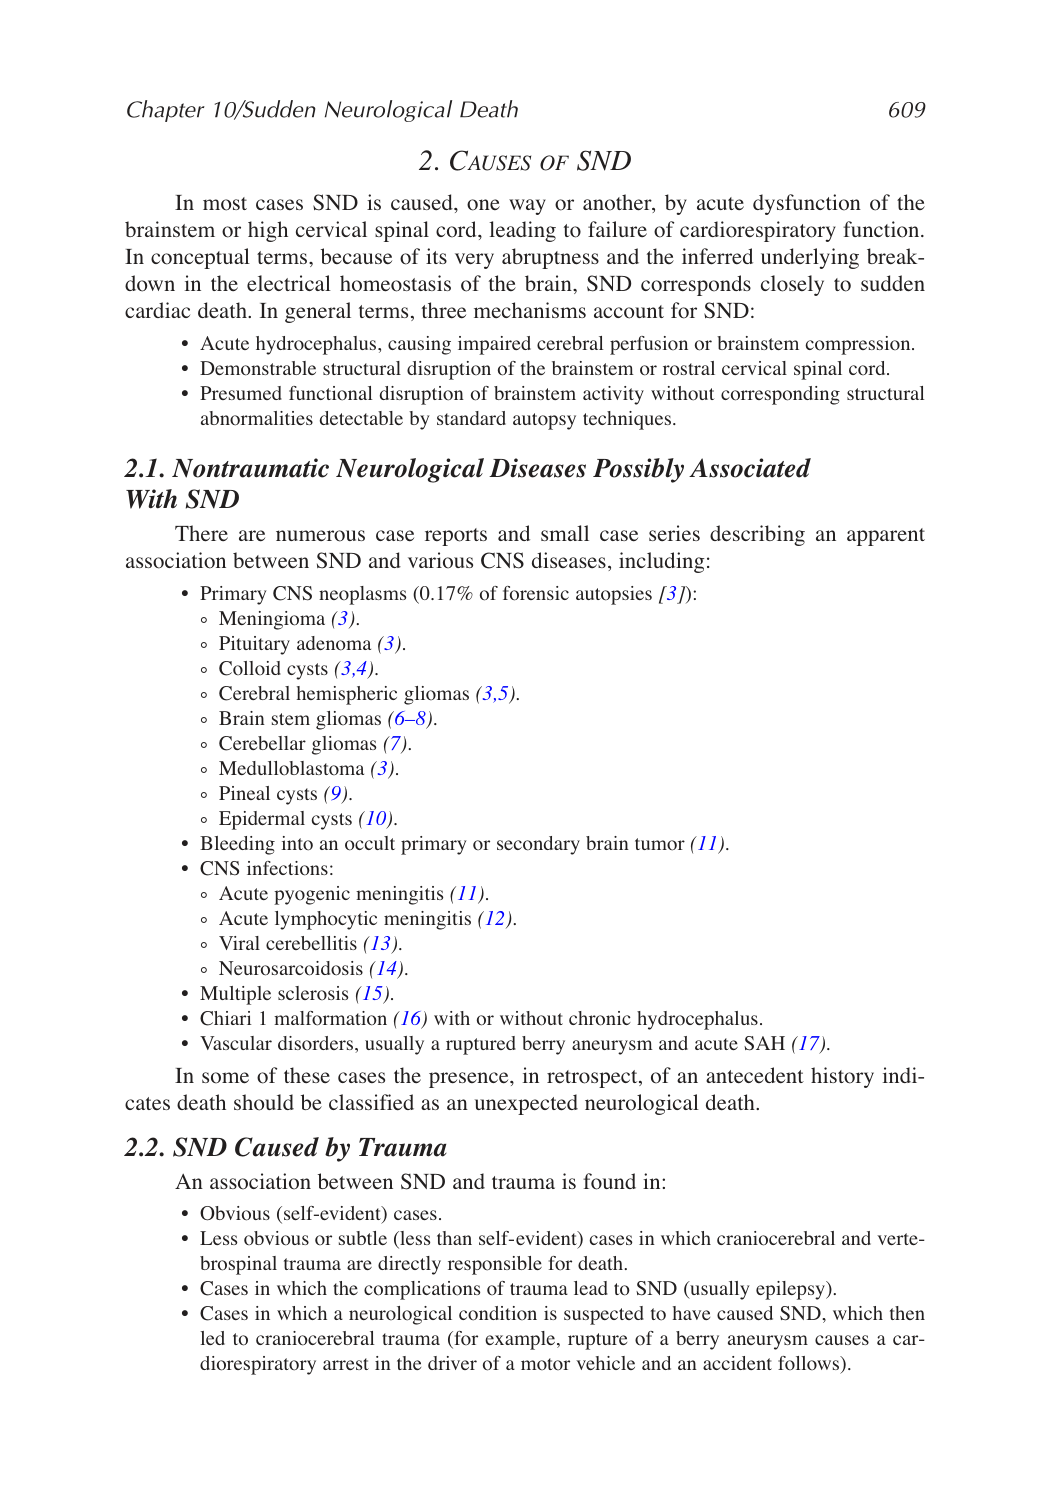 Chapter 10/Sudden Neurological Death 609
2. CAUSES OF SND
In most cases SND is caused, one way or another, by acute dysfunction of the
brainstem or high cervical spinal cord, leading to failure of cardiorespiratory function.
In conceptual terms, because of its very abruptness and the inferred underlying break-
down in the electrical homeostasis of the brain, SND corresponds closely to sudden
cardiac death. In general terms, three mechanisms account for SND:
• Acute hydrocephalus, causing impaired cerebral perfusion or brainstem compression.
• Demonstrable structural disruption of the brainstem or rostral cervical spinal cord.
• Presumed functional disruption of brainstem activity without corresponding structural
abnormalities detectable by standard autopsy techniques.
2.1. Nontraumatic Neurological Diseases Possibly Associated
With SND
There are numerous case reports and small case series describing an apparent
association between SND and various CNS diseases, including:
• Primary CNS neoplasms (0.17% of forensic autopsies [3]):
∘ Meningioma (3).
∘ Pituitary adenoma (3).
∘ Colloid cysts (3,4).
∘ Cerebral hemispheric gliomas (3,5).
∘ Brain stem gliomas (6–8).
∘ Cerebellar gliomas (7).
∘ Medulloblastoma (3).
∘ Pineal cysts (9).
∘ Epidermal cysts (10).
• Bleeding into an occult primary or secondary brain tumor (11).
• CNS infections:
∘ Acute pyogenic meningitis (11).
∘ Acute lymphocytic meningitis (12).
∘ Viral cerebellitis (13).
∘ Neurosarcoidosis (14).
• Multiple sclerosis (15).
• Chiari 1 malformation (16) with or without chronic hydrocephalus.
• Vascular disorders, usually a ruptured berry aneurysm and acute SAH (17).
In some of these cases the presence, in retrospect, of an antecedent history indi-
cates death should be classified as an unexpected neurological death.
2.2. SND Caused by Trauma
An association between SND and trauma is found in:
• Obvious (self-evident) cases.
• Less obvious or subtle (less than self-evident) cases in which craniocerebral and verte-
brospinal trauma are directly responsible for death.
• Cases in which the complications of trauma lead to SND (usually epilepsy).
• Cases in which a neurological condition is suspected to have caused SND, which then
led to craniocerebral trauma (for example, rupture of a berry aneurysm causes a car-
diorespiratory arrest in the driver of a motor vehicle and an accident follows).